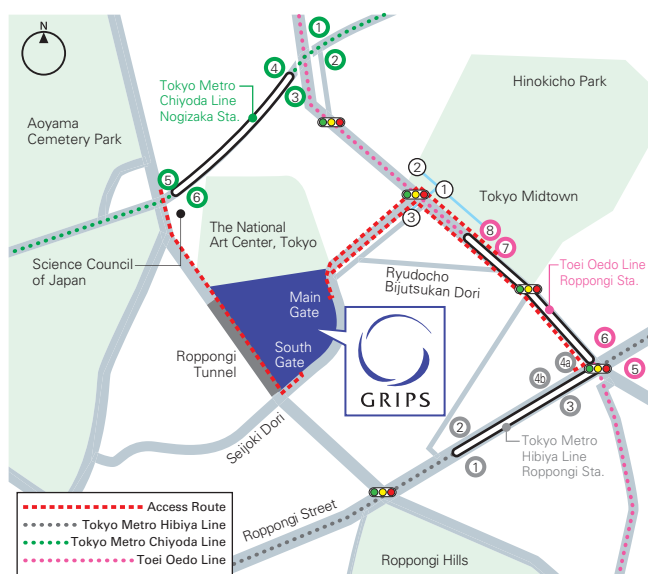 N
1
2
4
3
Tokyo Metro
Chiyoda Line
Nogizaka Sta.
Hinokicho Park
Aoyama
Cemetery Park
5
6
2
1
3
Tokyo Midtown
8
7
The National
Art Center, Tokyo
Science Council
of Japan
Ryudocho
Bijutsukan Dori
Toei Oedo Line
Roppongi Sta.
Main
Gate
South
Gate
Roppongi
Tunnel
GRIPS
6
5
4a
4b
3
2
1
Tokyo Metro
Hibiya Line
Roppongi Sta.
Seijoki Dori
Roppongi Street
Roppongi Hills
Access Route
Tokyo Metro Hibiya Line
Tokyo Metro Chiyoda Line
Toei Oedo Line